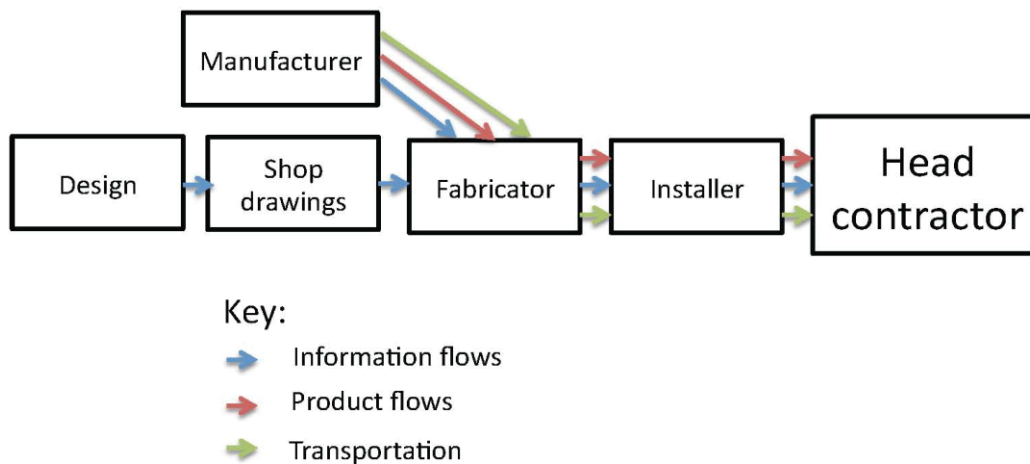 Manufacturer
Design
Shop
drawings
Fabricator
Installer
Head
contractor
Key:
Information flows
Product flows
Transportation